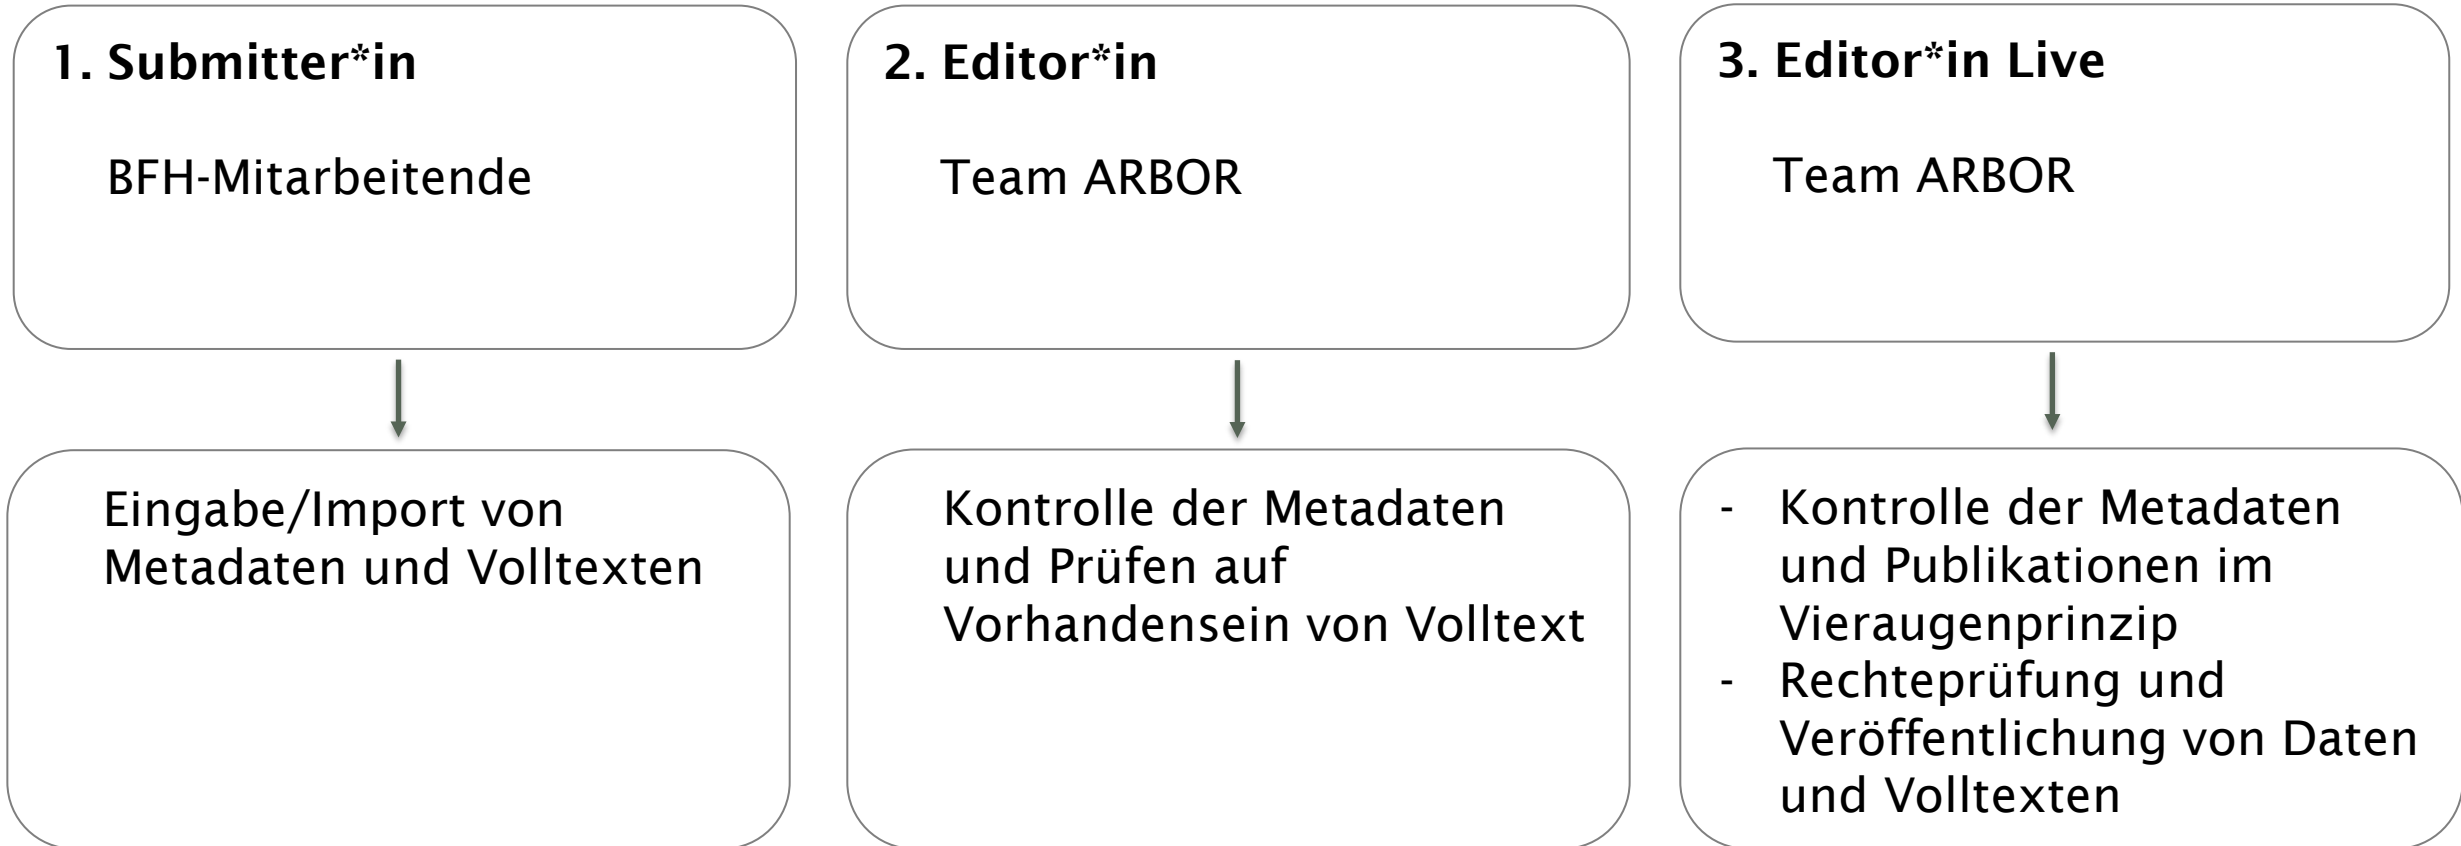 1. Submitter*in
BFH-Mitarbeitende
2. Editor*in
Team ARBOR
3. Editor*in Live
Team ARBOR
Eingabe/Import von
Metadaten und Volltexten
Kontrolle der Metadaten
und Prüfen auf
Vorhandensein von Volltext
- Kontrolle der Metadaten
und Publikationen im
Vieraugenprinzip
- Rechteprüfung und
Veröffentlichung von Daten
und Volltexten